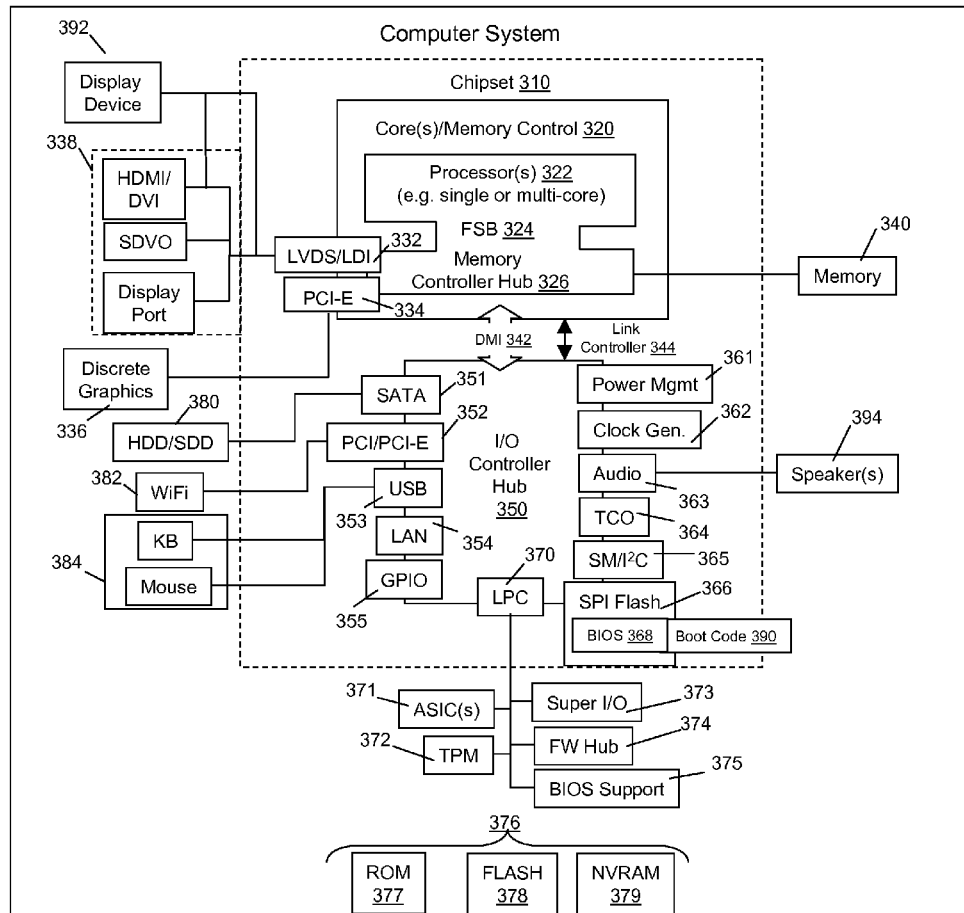 Computer System
392
Display
Device
338
HDMI/
DVI
SDVO
Display
Port
Discrete
Graphics
336
Chipset 310
Core(s)/Memory Control 320
Processor(s) 322
(e.g. single or multi-core)
FSB 324
Memory
Controller Hub 326
LVDS/LDI
332
PCI-E
334
340
Memory
DMI 342
Link
Controller 344
380
HDD/SDD
382
WiFi
384
KB
Mouse
SATA
351
PCI/PCI-E
352
USB
353
LAN
354
GPIO
355
I/O
Controller
Hub
350
361
Power Mgmt
362
Clock Gen.
Audio
363
394
Speaker(s)
TCO
364
SM/I²C
365
SPI Flash
366
BIOS 368
Boot Code 390
370
LPC
371
ASIC(s)
372
TPM
Super I/O
373
FW Hub
374
BIOS Support
375
376
ROM
377
FLASH
378
NVRAM
379